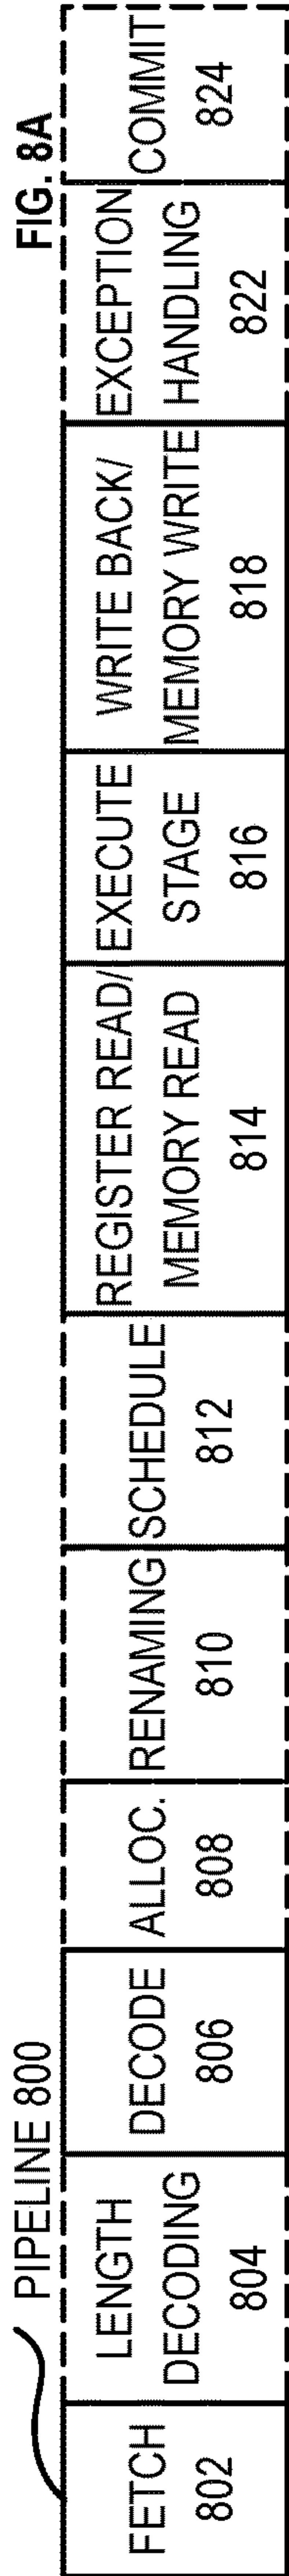 FIG. 8A
PIPELINE 800
FETCH
802
LENGTH
DECODING
804
DECODE
806
ALLOC.
808
RENAMING
810
SCHEDULE
812
REGISTER READ/
MEMORY READ
814
EXECUTE
STAGE
816
WRITE BACK/
MEMORY WRITE
818
EXCEPTION
HANDLING
822
COMMIT
824